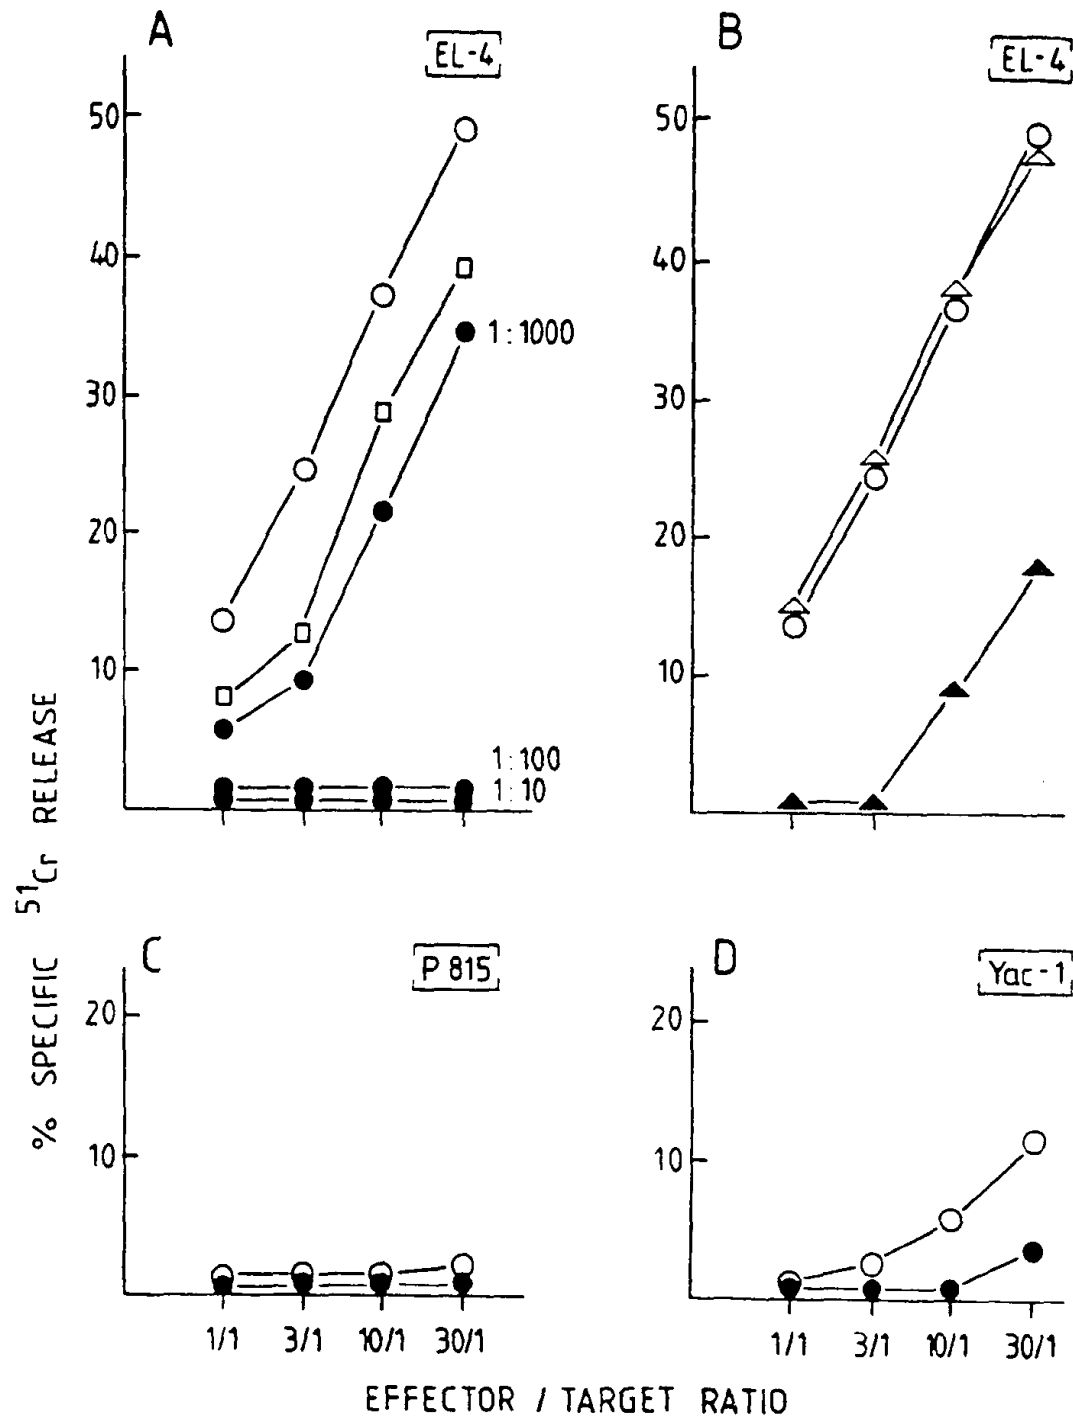 A
EL-4
50
40
30
20
10
1:1000
1:100
1:10
B
EL-4
50
40
30
20
10
% SPECIFIC ⁵¹Cr RELEASE
C
P 815
20
10
1/1 3/1 10/1 30/1
D
Yac-1
20
10
1/1 3/1 10/1 30/1
EFFECTOR / TARGET RATIO